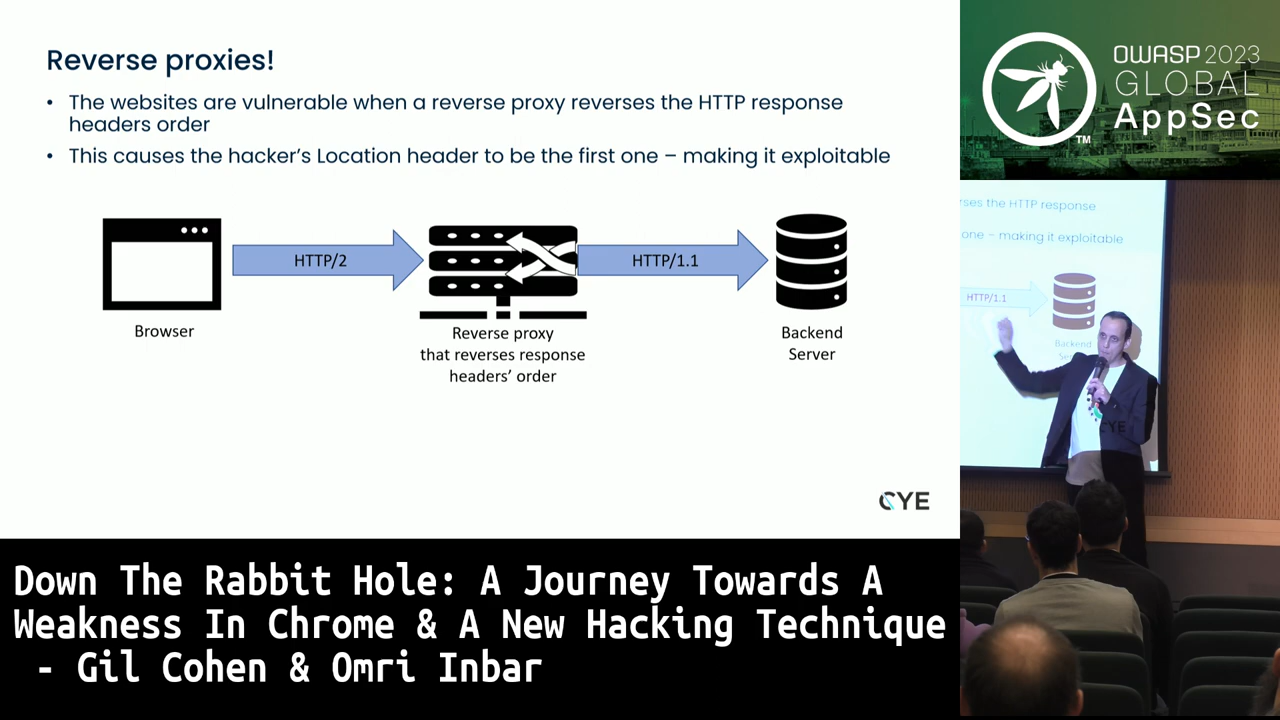 Reverse proxies!
• The websites are vulnerable when a reverse proxy reverses the HTTP response
headers order
• This causes the hacker's Location header to be the first one – making it exploitable
HTTP/2
HTTP/1.1
Browser
Reverse proxy
that reverses response
headers' order
Backend
Server
CYE
OWASP 2023
GLOBAL
AppSec
TM
rses the HTTP response
one – making it exploitable
HTTP/1.1
Backend
CYE
Down The Rabbit Hole: A Journey Towards A
Weakness In Chrome & A New Hacking Technique
- Gil Cohen & Omri Inbar